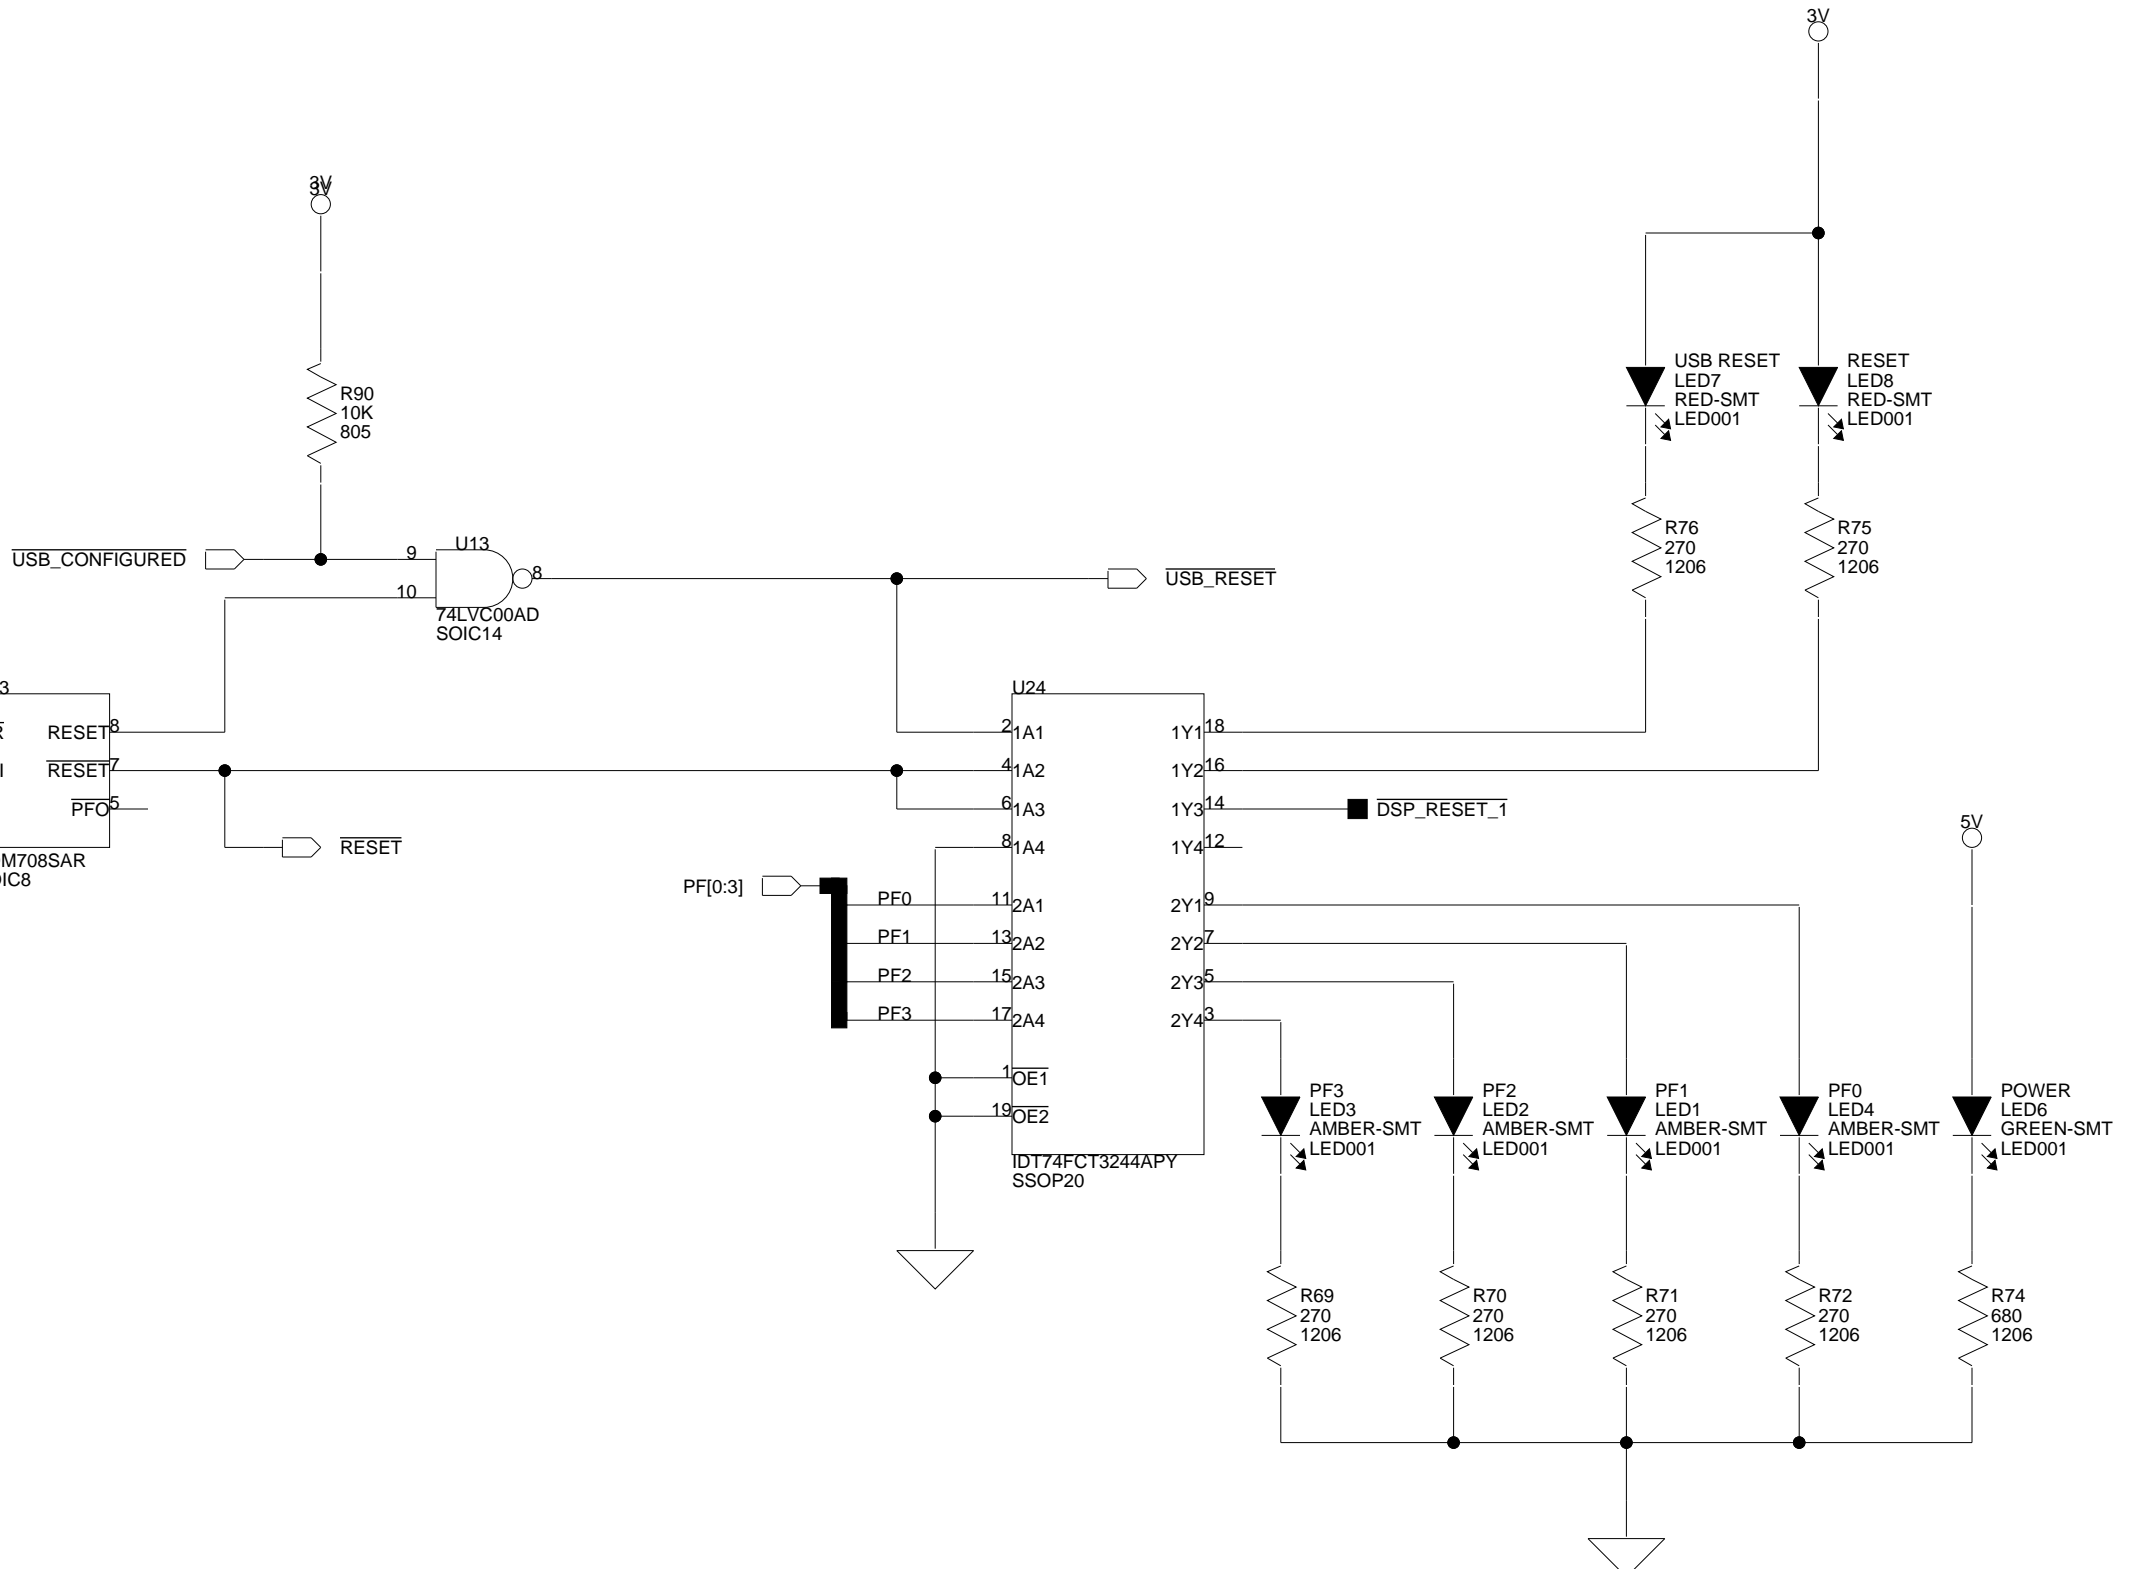 3V
3V
3V
R90
10K
805
USB RESET
LED7
RED-SMT
LED001
RESET
LED8
RED-SMT
LED001
R76
270
1206
R75
270
1206
USB_CONFIGURED
9
10
U13
8
74LVC00AD
SOIC14
USB_RESET
3
R
I
RESET
8
RESET
7
PFO
5
M708SAR
IC8
RESET
U24
2
1A1
4
1A2
6
1A3
8
1A4
11
2A1
13
2A2
15
2A3
17
2A4
1
OE1
19
OE2
1Y1
18
1Y2
16
1Y3
14
1Y4
12
2Y1
9
2Y2
7
2Y3
5
2Y4
3
IDT74FCT3244APY
SSOP20
DSP_RESET_1
PF[0:3]
PF0
PF1
PF2
PF3
5V
PF3
LED3
AMBER-SMT
LED001
PF2
LED2
AMBER-SMT
LED001
PF1
LED1
AMBER-SMT
LED001
PF0
LED4
AMBER-SMT
LED001
POWER
LED6
GREEN-SMT
LED001
R69
270
1206
R70
270
1206
R71
270
1206
R72
270
1206
R74
680
1206